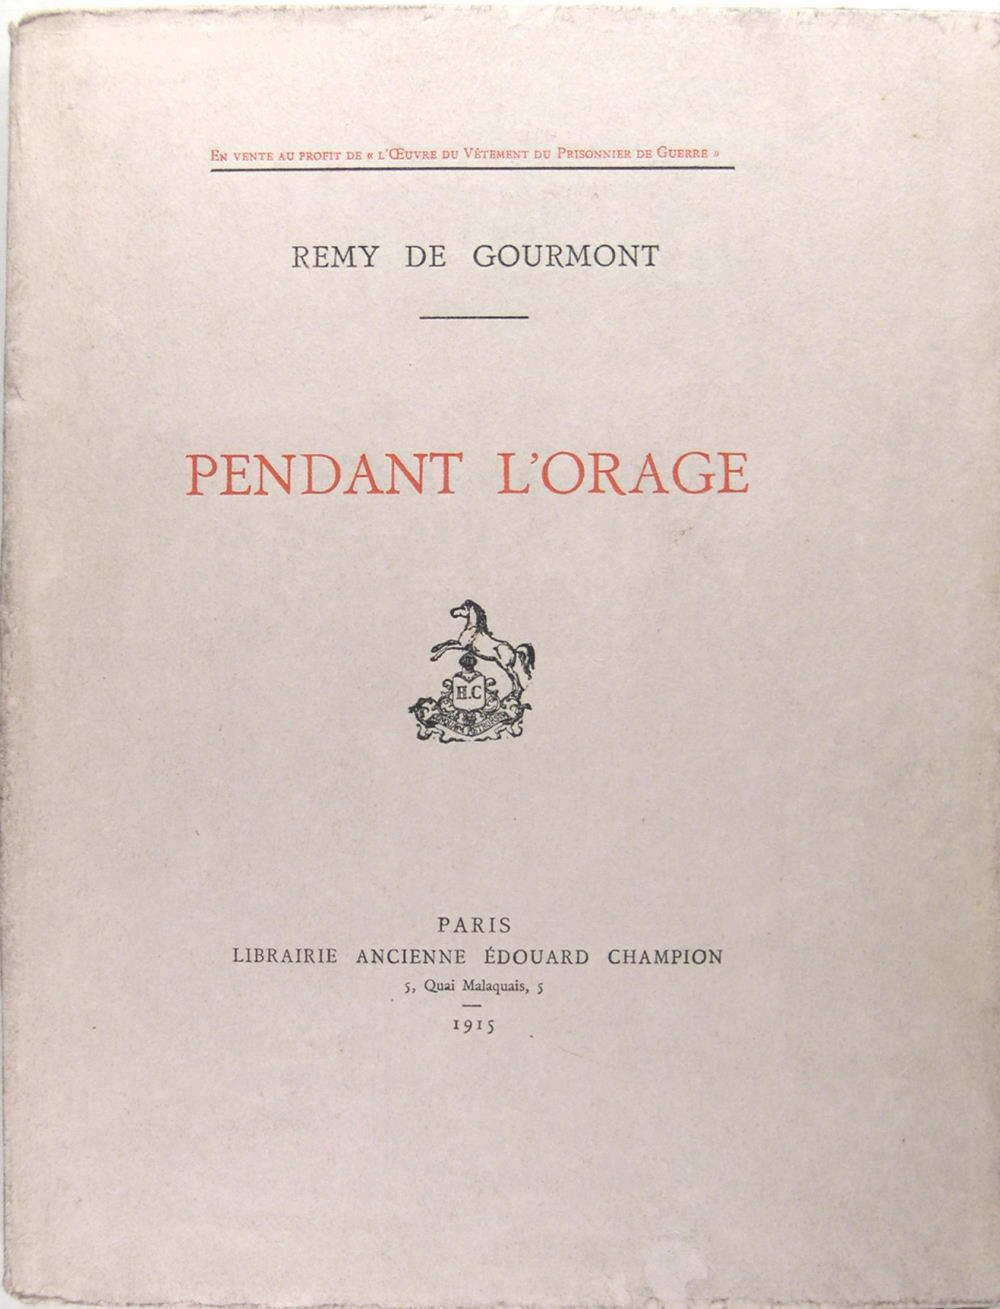 En vente au profit de « l'Œuvre du Vêtement du Prisonnier de Guerre »
REMY DE GOURMONT
PENDANT L'ORAGE
H.C
PARIS
LIBRAIRIE ANCIENNE ÉDOUARD CHAMPION
5, Quai Malaquais, 5
1915